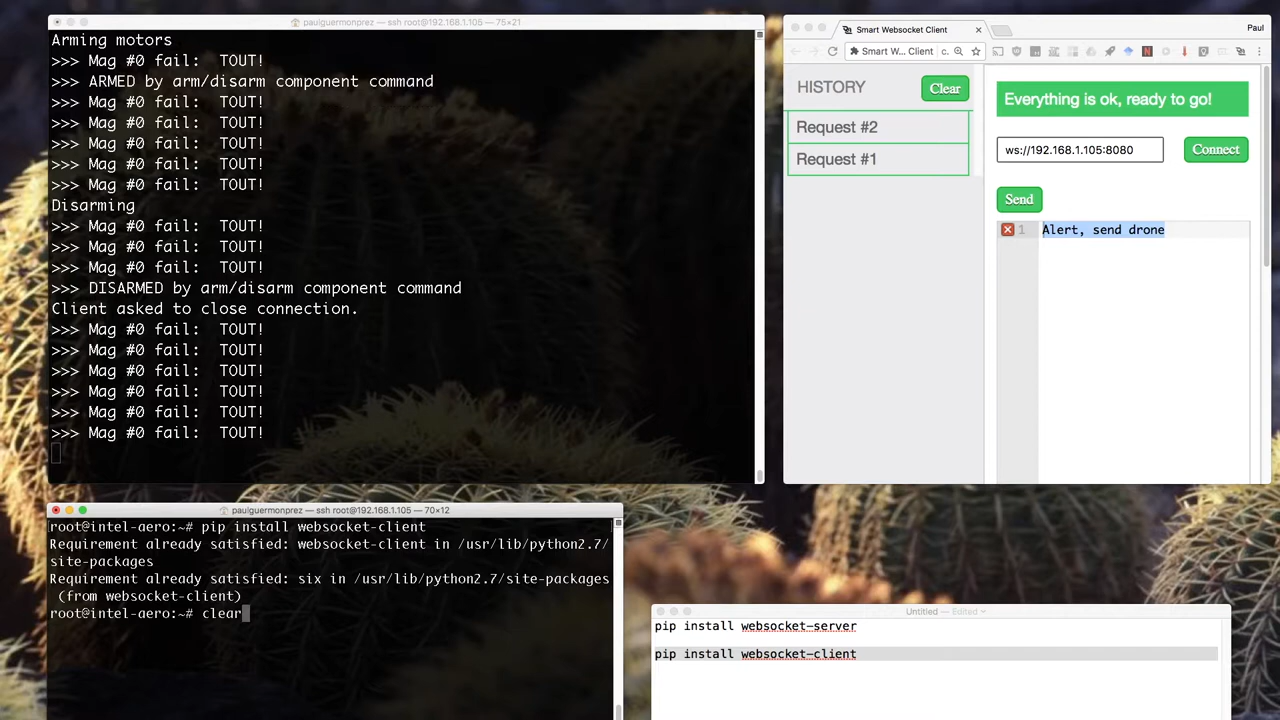 paulguermonprez — ssh root@192.168.1.105 — 75×21
Arming motors
>>> Mag #0 fail:  TOUT!
>>> ARMED by arm/disarm component command
>>> Mag #0 fail:  TOUT!
>>> Mag #0 fail:  TOUT!
>>> Mag #0 fail:  TOUT!
>>> Mag #0 fail:  TOUT!
>>> Mag #0 fail:  TOUT!
Disarming
>>> Mag #0 fail:  TOUT!
>>> Mag #0 fail:  TOUT!
>>> Mag #0 fail:  TOUT!
>>> DISARMED by arm/disarm component command
Client asked to close connection.
>>> Mag #0 fail:  TOUT!
>>> Mag #0 fail:  TOUT!
>>> Mag #0 fail:  TOUT!
>>> Mag #0 fail:  TOUT!
>>> Mag #0 fail:  TOUT!
>>> Mag #0 fail:  TOUT!
Smart Websocket Client
Paul
Smart W... Client c.
HISTORY
Clear
Request #2
Request #1
Everything is ok, ready to go!
ws://192.168.1.105:8080
Connect
Send
1 Alert, send drone
paulguermonprez — ssh root@192.168.1.105 — 70×12
root@intel-aero:~# pip install websocket-client
Requirement already satisfied: websocket-client in /usr/lib/python2.7/
site-packages
Requirement already satisfied: six in /usr/lib/python2.7/site-packages
(from websocket-client)
root@intel-aero:~# clear
Untitled — Edited
pip install websocket-server
pip install websocket-client